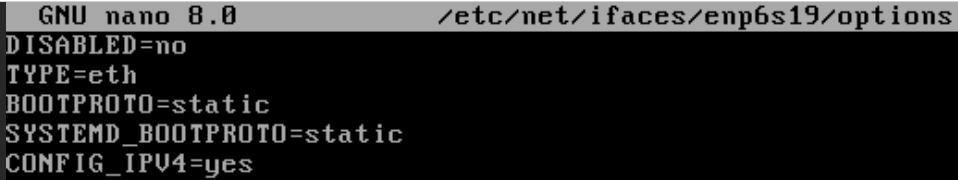 GNU nano 8.0 /etc/net/ifaces/enp6s19/options
DISABLED=no
TYPE=eth
BOOTPROTO=static
SYSTEMD_BOOTPROTO=static
CONFIG_IPV4=yes